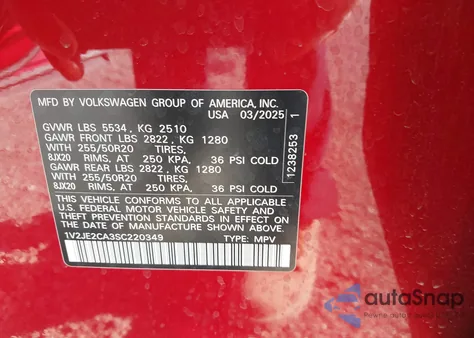 MFD BY VOLKSWAGEN GROUP OF AMERICA, INC.
USA 03/2025
GVWR LBS 5534, KG 2510
GAWR FRONT LBS 2822, KG 1280
WITH 255/50R20 TIRES,
8JX20 RIMS, AT 250 KPA, 36 PSI COLD
GAWR REAR LBS 2822, KG 1280
WITH 255/50R20 TIRES,
8JX20 RIMS, AT 250 KPA, 36 PSI COLD
THIS VEHICLE CONFORMS TO ALL APPLICABLE
U.S. FEDERAL MOTOR VEHICLE SAFETY AND
THEFT PREVENTION STANDARDS IN EFFECT ON
THE DATE OF MANUFACTURE SHOWN ABOVE.
1V2JE2CA3SC220349 TYPE: MPV
1238253 1
autoSnap